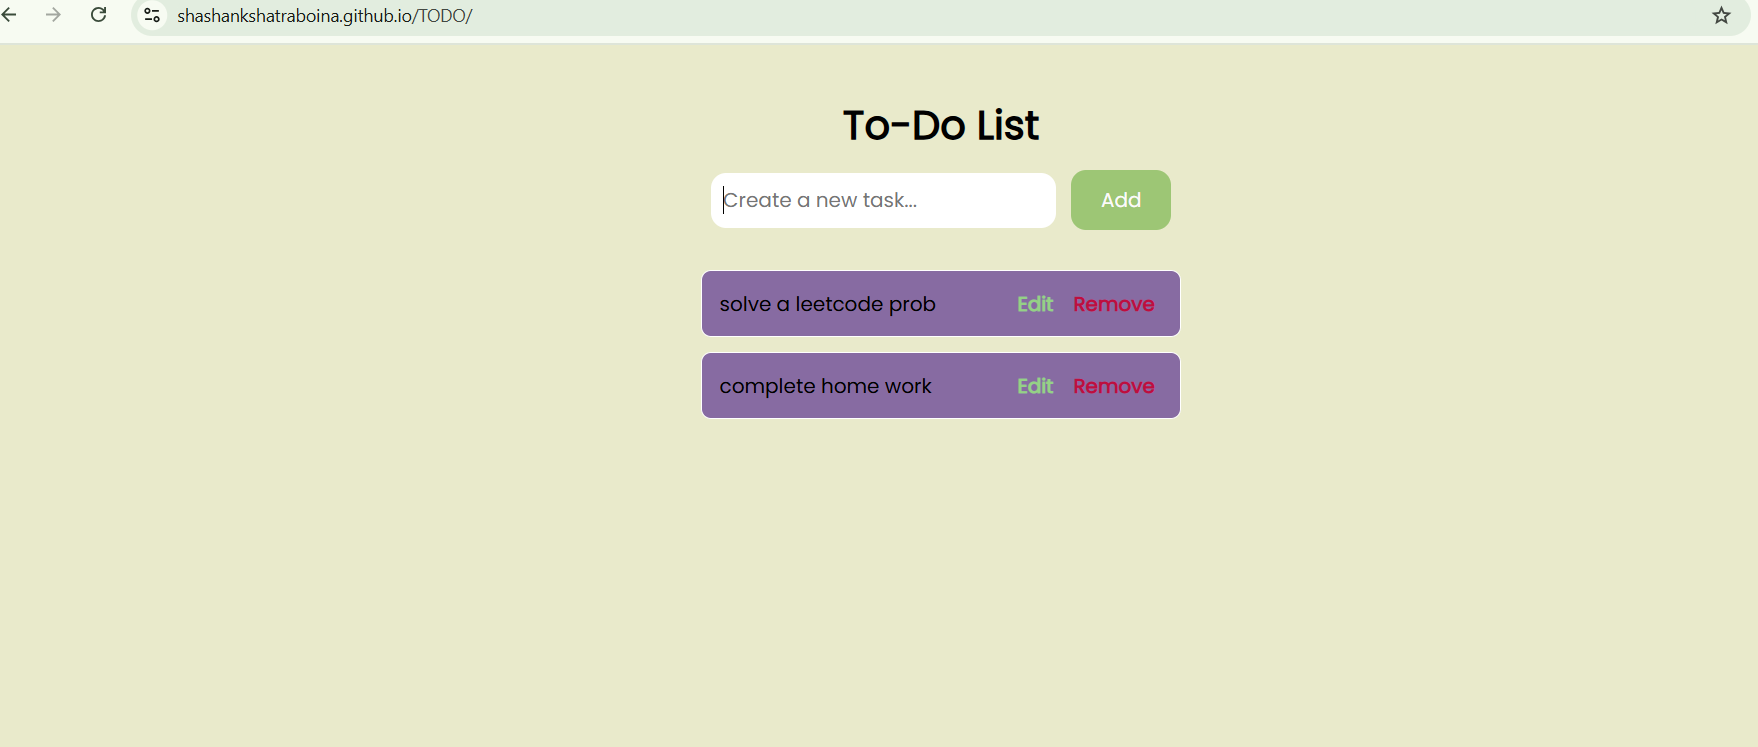 shashankshatraboina.github.io/TODO/
To-Do List
Create a new task... Add
solve a leetcode prob Edit Remove
complete home work Edit Remove